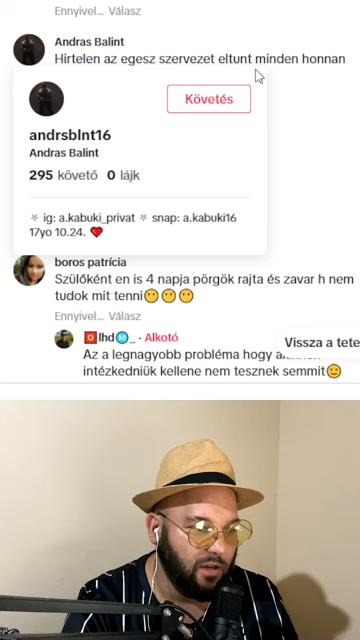 Ennyivel... Válasz
Andras Balint
Hirtelen az egesz szervezet eltunt minden honnan
Követés
andrsblnt16
Andras Balint
295 követő 0 lájk
⛧ ig: a.kabuki_privat ⛧ snap: a.kabuki16
17yo 10.24. ❤️
boros patrícia
Szülőként en is 4 napja pörgök rajta és zavar h nem
tudok mit tenni😶😶😶
Ennyivel... Válasz
🅾️lhdⓂ️_ · Alkotó
Az a legnagyobb probléma hogy
Vissza a tete
intézkedniük kellene nem tesznek semmit🙂